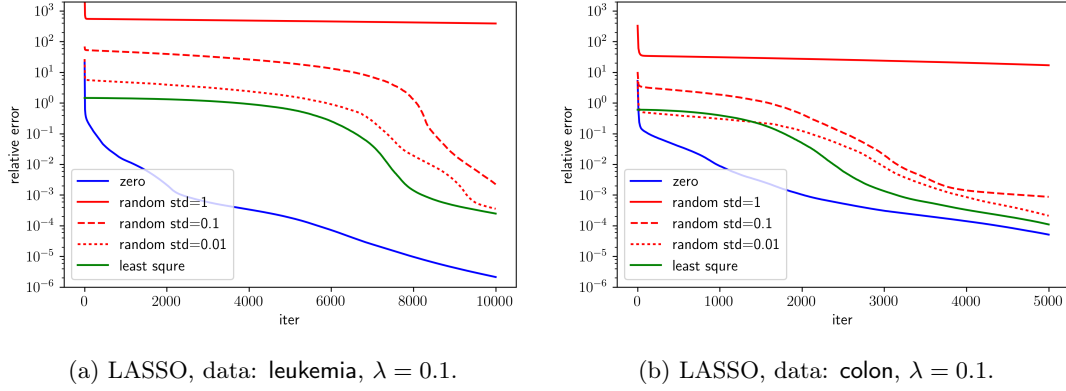 10³
10²
10¹
10⁰
10⁻¹
10⁻²
10⁻³
10⁻⁴
10⁻⁵
10⁻⁶
relative error
zero
random std=1
random std=0.1
random std=0.01
least squre
0 2000 4000 6000 8000 10000
iter
(a) LASSO, data: leukemia, λ = 0.1.
10³
10²
10¹
10⁰
10⁻¹
10⁻²
10⁻³
10⁻⁴
10⁻⁵
10⁻⁶
relative error
zero
random std=1
random std=0.1
random std=0.01
least squre
0 1000 2000 3000 4000 5000
iter
(b) LASSO, data: colon, λ = 0.1.